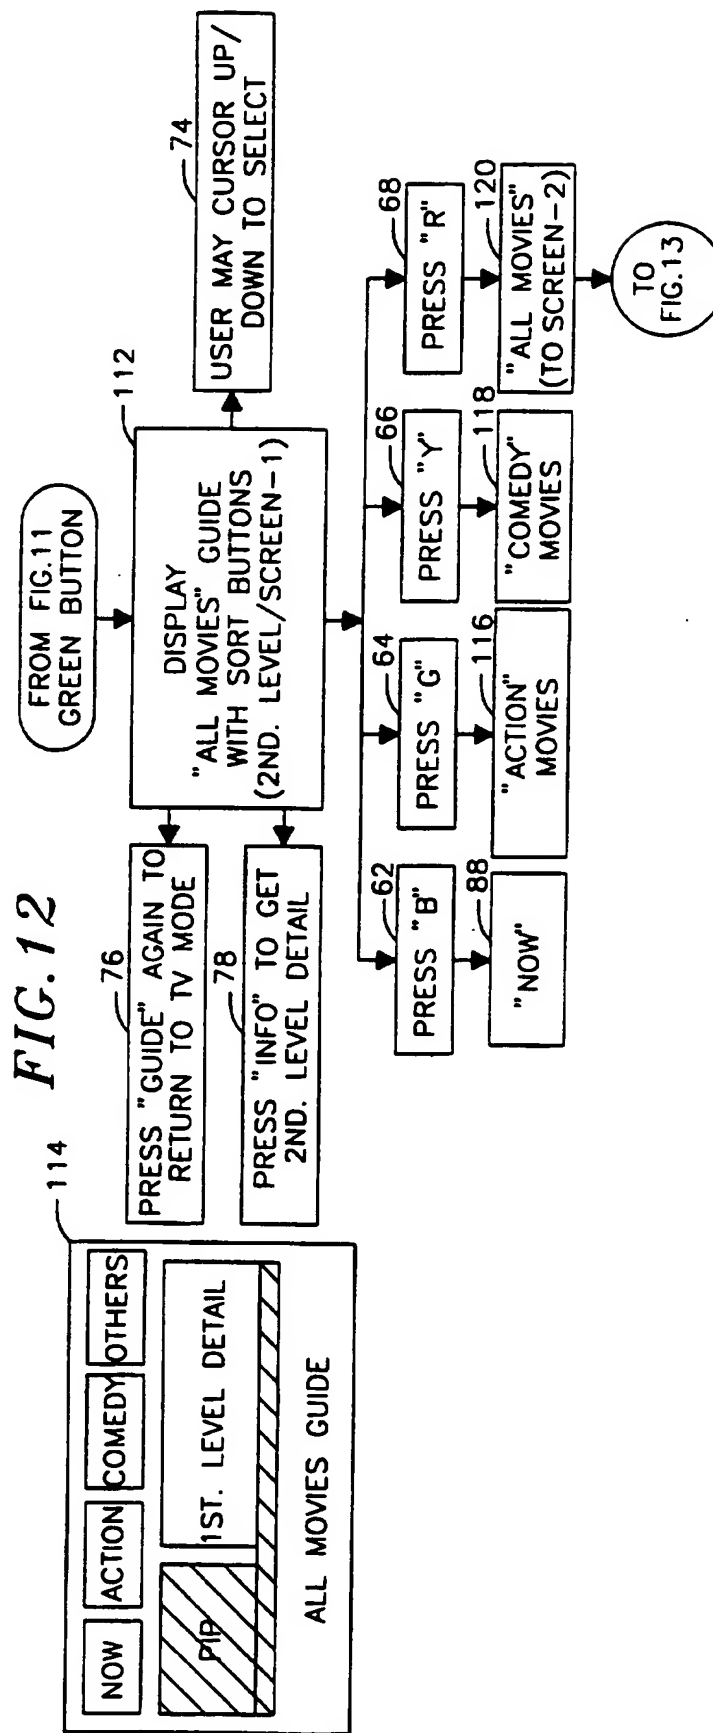 FIG.12
114
NOW
ACTION
COMEDY
OTHERS
PIP
1ST. LEVEL DETAIL
ALL MOVIES GUIDE
FROM FIG.11
GREEN BUTTON
112
DISPLAY
"ALL MOVIES" GUIDE
WITH SORT BUTTONS
(2ND. LEVEL/SCREEN-1)
76
PRESS "GUIDE" AGAIN TO
RETURN TO TV MODE
78
PRESS "INFO" TO GET
2ND. LEVEL DETAIL
74
USER MAY CURSOR UP/
DOWN TO SELECT
62
PRESS "B"
88
"NOW"
64
PRESS "G"
116
"ACTION"
MOVIES
66
PRESS "Y"
118
"COMEDY"
MOVIES
68
PRESS "R"
120
"ALL MOVIES"
(TO SCREEN-2)
TO
FIG.13